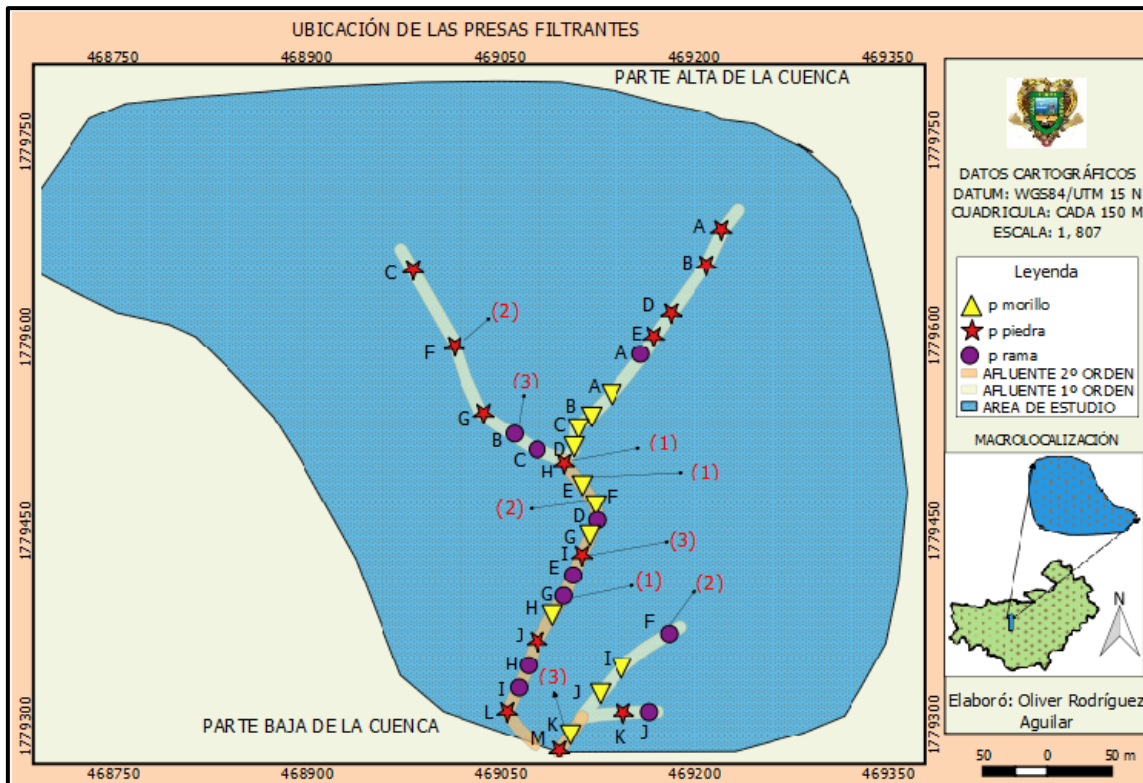 UBICACIÓN DE LAS PRESAS FILTRANTES
468750 468900 469050 469200 469350
PARTE ALTA DE LA CUENCA
1779750
1779600
1779450
1779300
A
B
C
D
(2)
E
F
A
(3)
A
G
B
B
C
C
D
H
(1)
E
(1)
(2)
F
D
G
I
(3)
E
G
(1)
H
(2)
F
J
H
I
I
(3)
J
L
K
K
J
M
PARTE BAJA DE LA CUENCA
1779750
1779600
1779450
1779300
468750 468900 469050 469200 469350
DATOS CARTOGRÁFICOS
DATUM: WGS84/UTM 15 N
CUADRICULA: CADA 150 M
ESCALA: 1, 807
Leyenda
p morillo
p piedra
p rama
AFLUENTE 2º ORDEN
AFLUENTE 1º ORDEN
AREA DE ESTUDIO
MACROLOCALIZACIÓN
N
Elaboró: Oliver Rodríguez
Aguilar
50 0 50 m